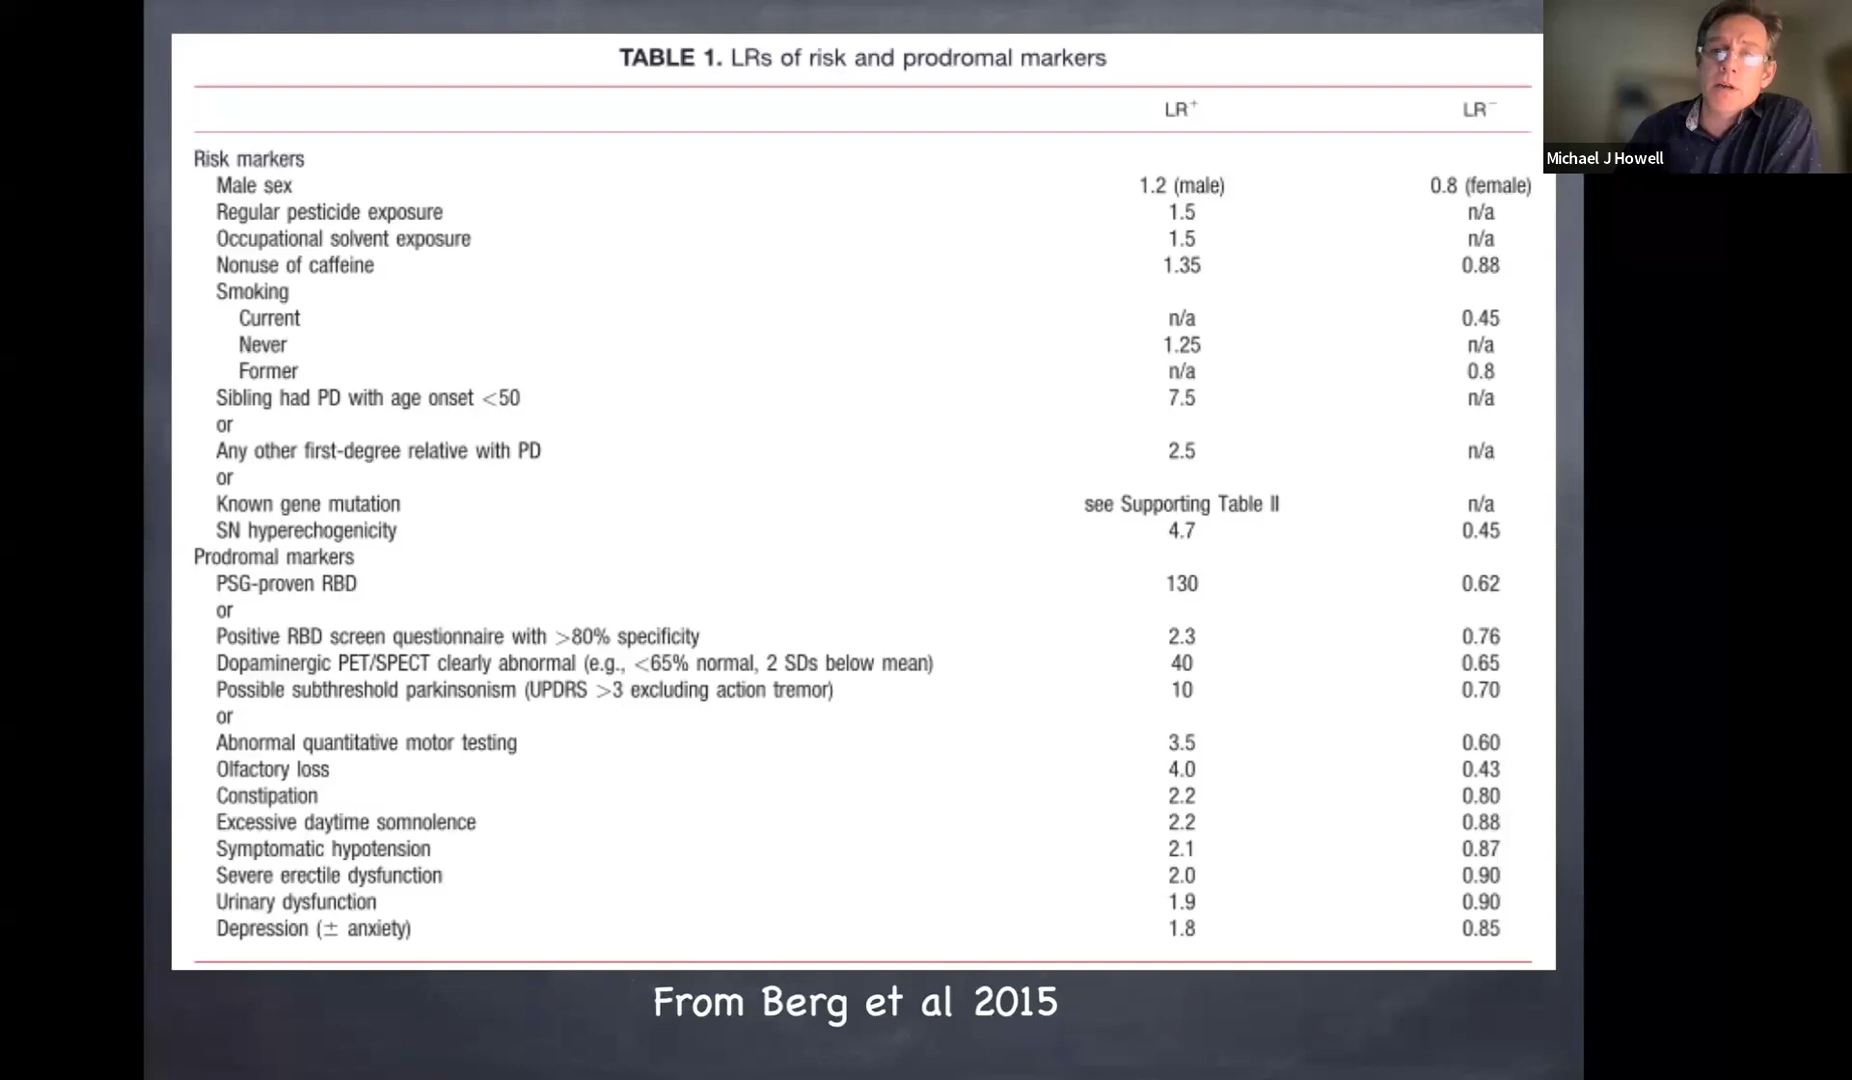 TABLE 1. LRs of risk and prodromal markers
LR⁺ LR⁻
Risk markers
Male sex 1.2 (male) 0.8 (female)
Regular pesticide exposure 1.5 n/a
Occupational solvent exposure 1.5 n/a
Nonuse of caffeine 1.35 0.88
Smoking
Current n/a 0.45
Never 1.25 n/a
Former n/a 0.8
Sibling had PD with age onset <50 7.5 n/a
or
Any other first-degree relative with PD 2.5 n/a
or
Known gene mutation see Supporting Table II n/a
SN hyperechogenicity 4.7 0.45
Prodromal markers
PSG-proven RBD 130 0.62
or
Positive RBD screen questionnaire with >80% specificity 2.3 0.76
Dopaminergic PET/SPECT clearly abnormal (e.g., <65% normal, 2 SDs below mean) 40 0.65
Possible subthreshold parkinsonism (UPDRS >3 excluding action tremor) 10 0.70
or
Abnormal quantitative motor testing 3.5 0.60
Olfactory loss 4.0 0.43
Constipation 2.2 0.80
Excessive daytime somnolence 2.2 0.88
Symptomatic hypotension 2.1 0.87
Severe erectile dysfunction 2.0 0.90
Urinary dysfunction 1.9 0.90
Depression (± anxiety) 1.8 0.85
From Berg et al 2015
Michael J Howell